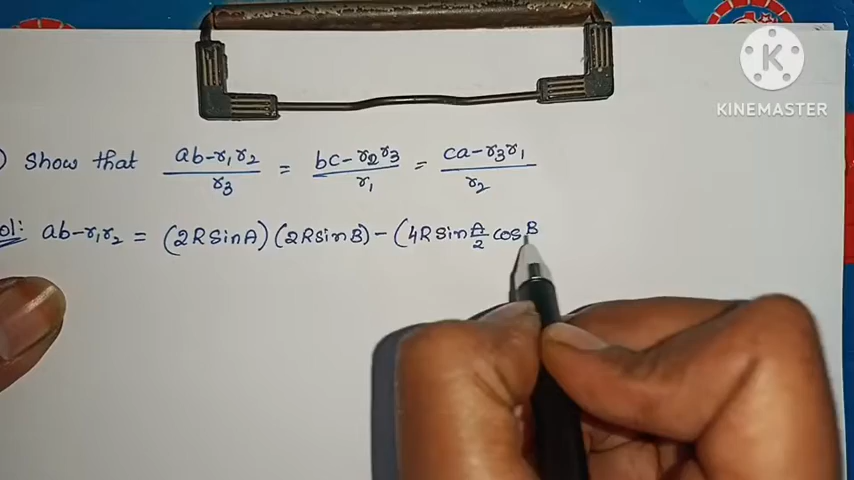 K
KINEMASTER
) Show that (ab-r₁r₂)/r₃ = (bc-r₂r₃)/r₁ = (ca-r₃r₁)/r₂
ol: ab-r₁r₂ = (2RsinA)(2RsinB)-(4Rsin A/2 cos B